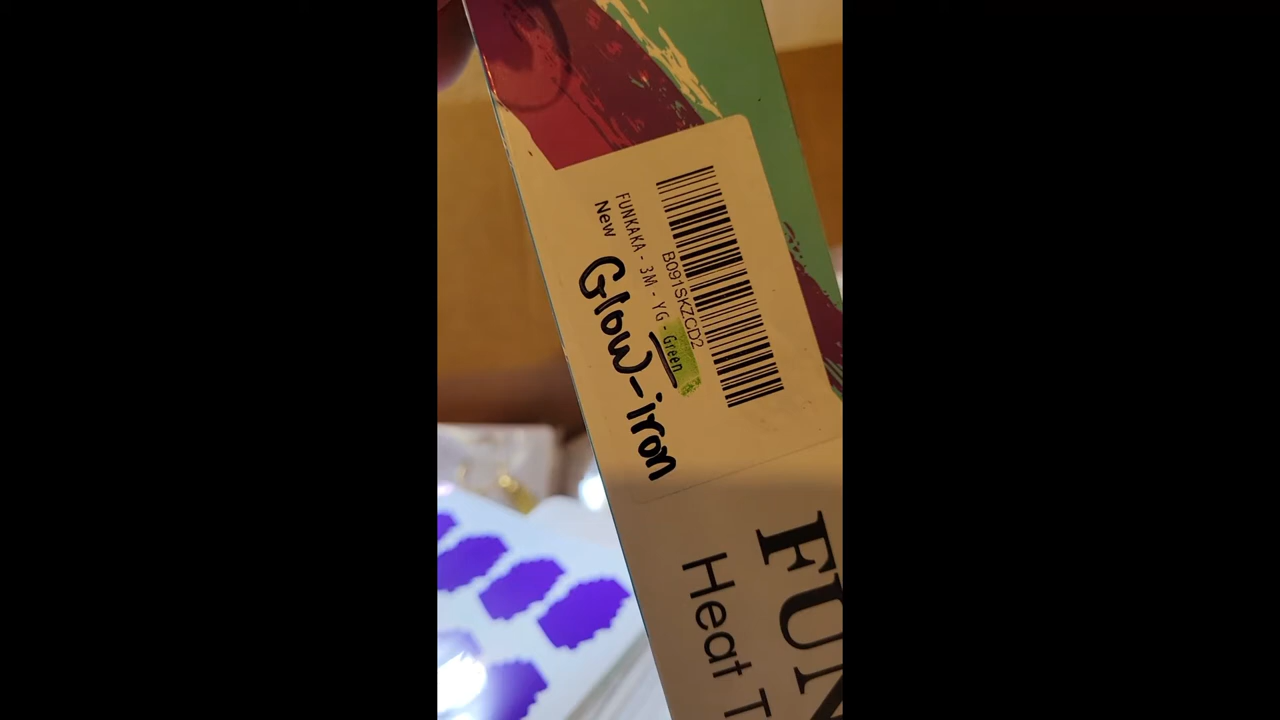 B091SKZCD2
FUNKAKA - 3M - YG - Green
New
Glow-iron
FUN
Heat T